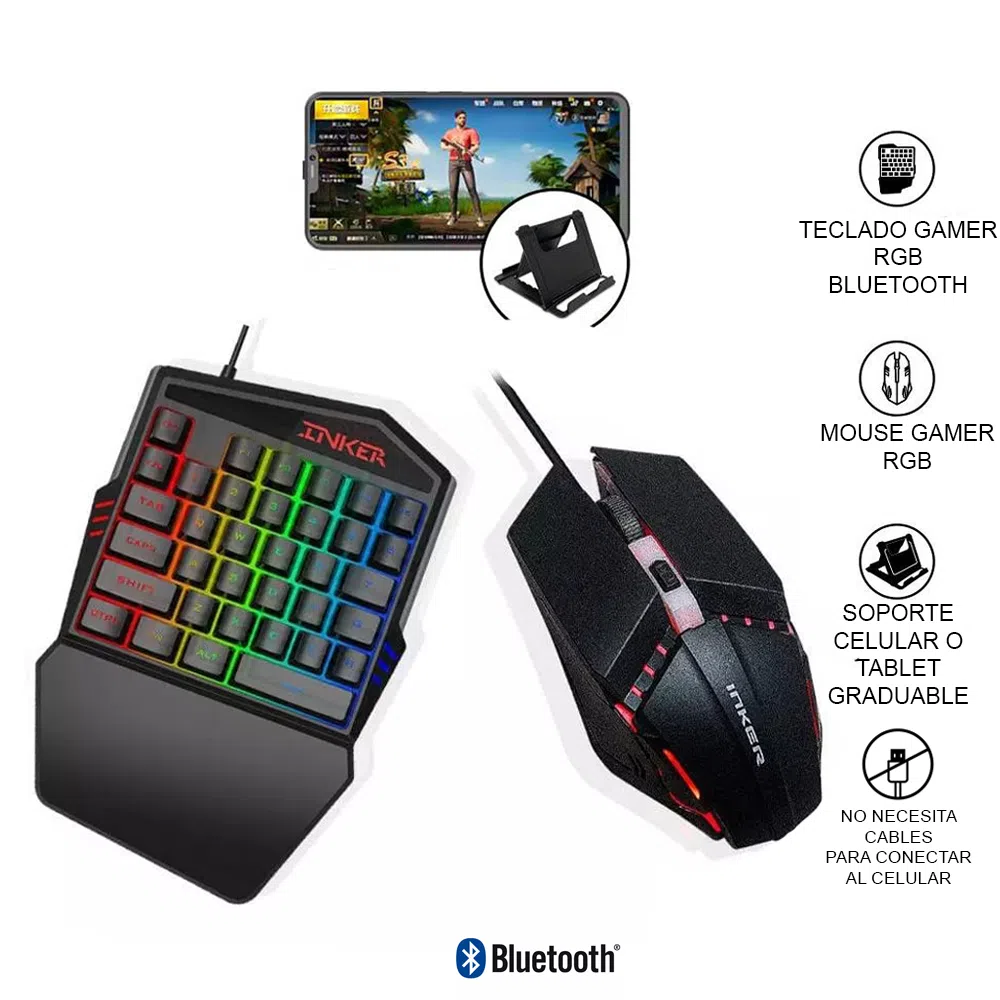 TECLADO GAMER
RGB
BLUETOOTH
MOUSE GAMER
RGB
SOPORTE
CELULAR O
TABLET
GRADUABLE
NO NECESITA
CABLES
PARA CONECTAR
AL CELULAR
INKER
TAB
CAPS
SHIFT
CTRL
ALT
INKER
Bluetooth®